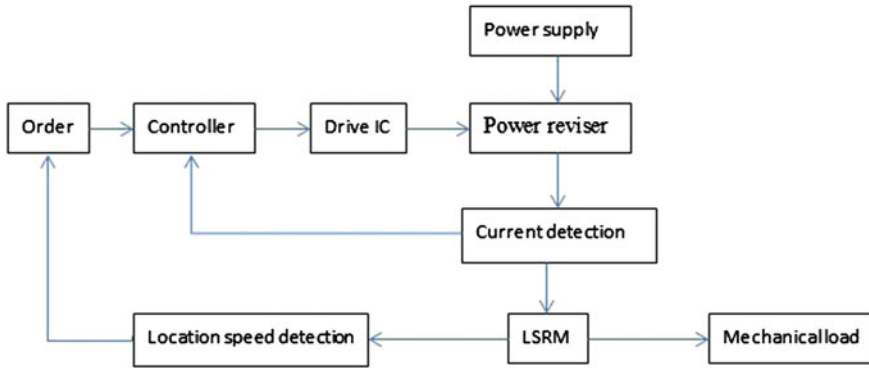 Power supply
Order
Controller
Drive IC
Power reviser
Current detection
Location speed detection
LSRM
Mechanicalload